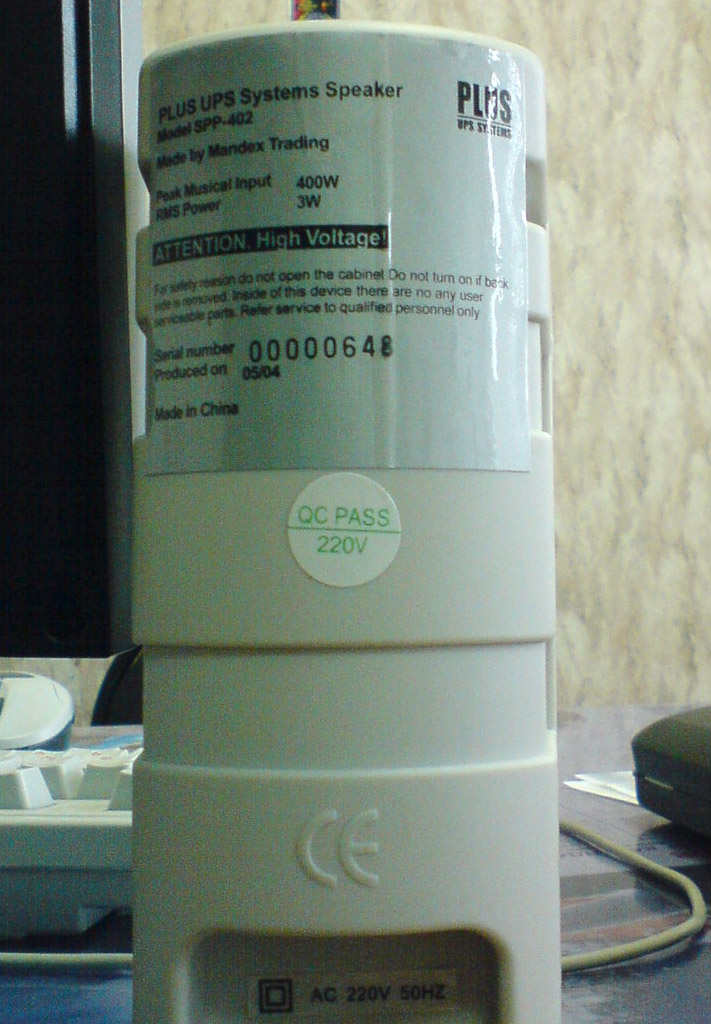 PLUS UPS Systems Speaker
Model SPP-402
Made by Mandex Trading
Peak Musical Input 400W
RMS Power 3W
ATTENTION. High Voltage!
For safety reason do not open the cabinet Do not turn on if back
side is removed. Inside of this device there are no any user
serviceable parts. Refer service to qualified personnel only
Serial number 00000648
Produced on 05/04
Made in China
PLUS
UPS SYSTEMS
QC PASS
220V
CE
AC 220V 50HZ